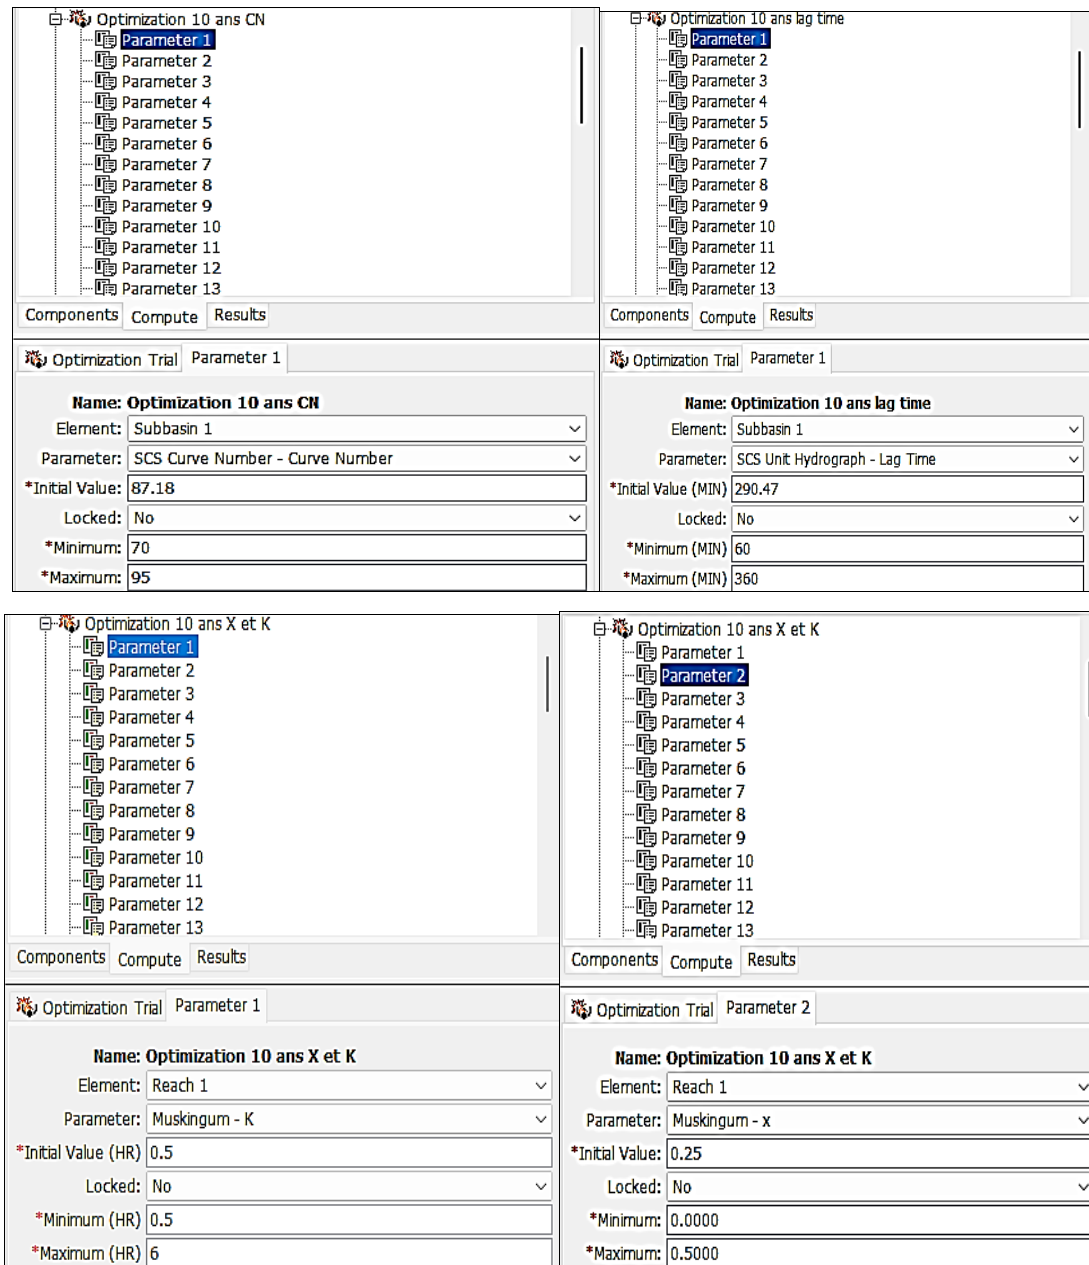 Optimization 10 ans CN
Parameter 1
Parameter 2
Parameter 3
Parameter 4
Parameter 5
Parameter 6
Parameter 7
Parameter 8
Parameter 9
Parameter 10
Parameter 11
Parameter 12
Parameter 13
Components Compute Results
Optimization Trial Parameter 1
Name: Optimization 10 ans CN
Element: Subbasin 1
Parameter: SCS Curve Number - Curve Number
*Initial Value: 87.18
Locked: No
*Minimum: 70
*Maximum: 95
Optimization 10 ans lag time
Parameter 1
Parameter 2
Parameter 3
Parameter 4
Parameter 5
Parameter 6
Parameter 7
Parameter 8
Parameter 9
Parameter 10
Parameter 11
Parameter 12
Parameter 13
Components Compute Results
Optimization Trial Parameter 1
Name: Optimization 10 ans lag time
Element: Subbasin 1
Parameter: SCS Unit Hydrograph - Lag Time
*Initial Value (MIN) 290.47
Locked: No
*Minimum (MIN) 60
*Maximum (MIN) 360
Optimization 10 ans X et K
Parameter 1
Parameter 2
Parameter 3
Parameter 4
Parameter 5
Parameter 6
Parameter 7
Parameter 8
Parameter 9
Parameter 10
Parameter 11
Parameter 12
Parameter 13
Components Compute Results
Optimization Trial Parameter 1
Name: Optimization 10 ans X et K
Element: Reach 1
Parameter: Muskingum - K
*Initial Value (HR) 0.5
Locked: No
*Minimum (HR) 0.5
*Maximum (HR) 6
Optimization 10 ans X et K
Parameter 1
Parameter 2
Parameter 3
Parameter 4
Parameter 5
Parameter 6
Parameter 7
Parameter 8
Parameter 9
Parameter 10
Parameter 11
Parameter 12
Parameter 13
Components Compute Results
Optimization Trial Parameter 2
Name: Optimization 10 ans X et K
Element: Reach 1
Parameter: Muskingum - x
*Initial Value: 0.25
Locked: No
*Minimum: 0.0000
*Maximum: 0.5000